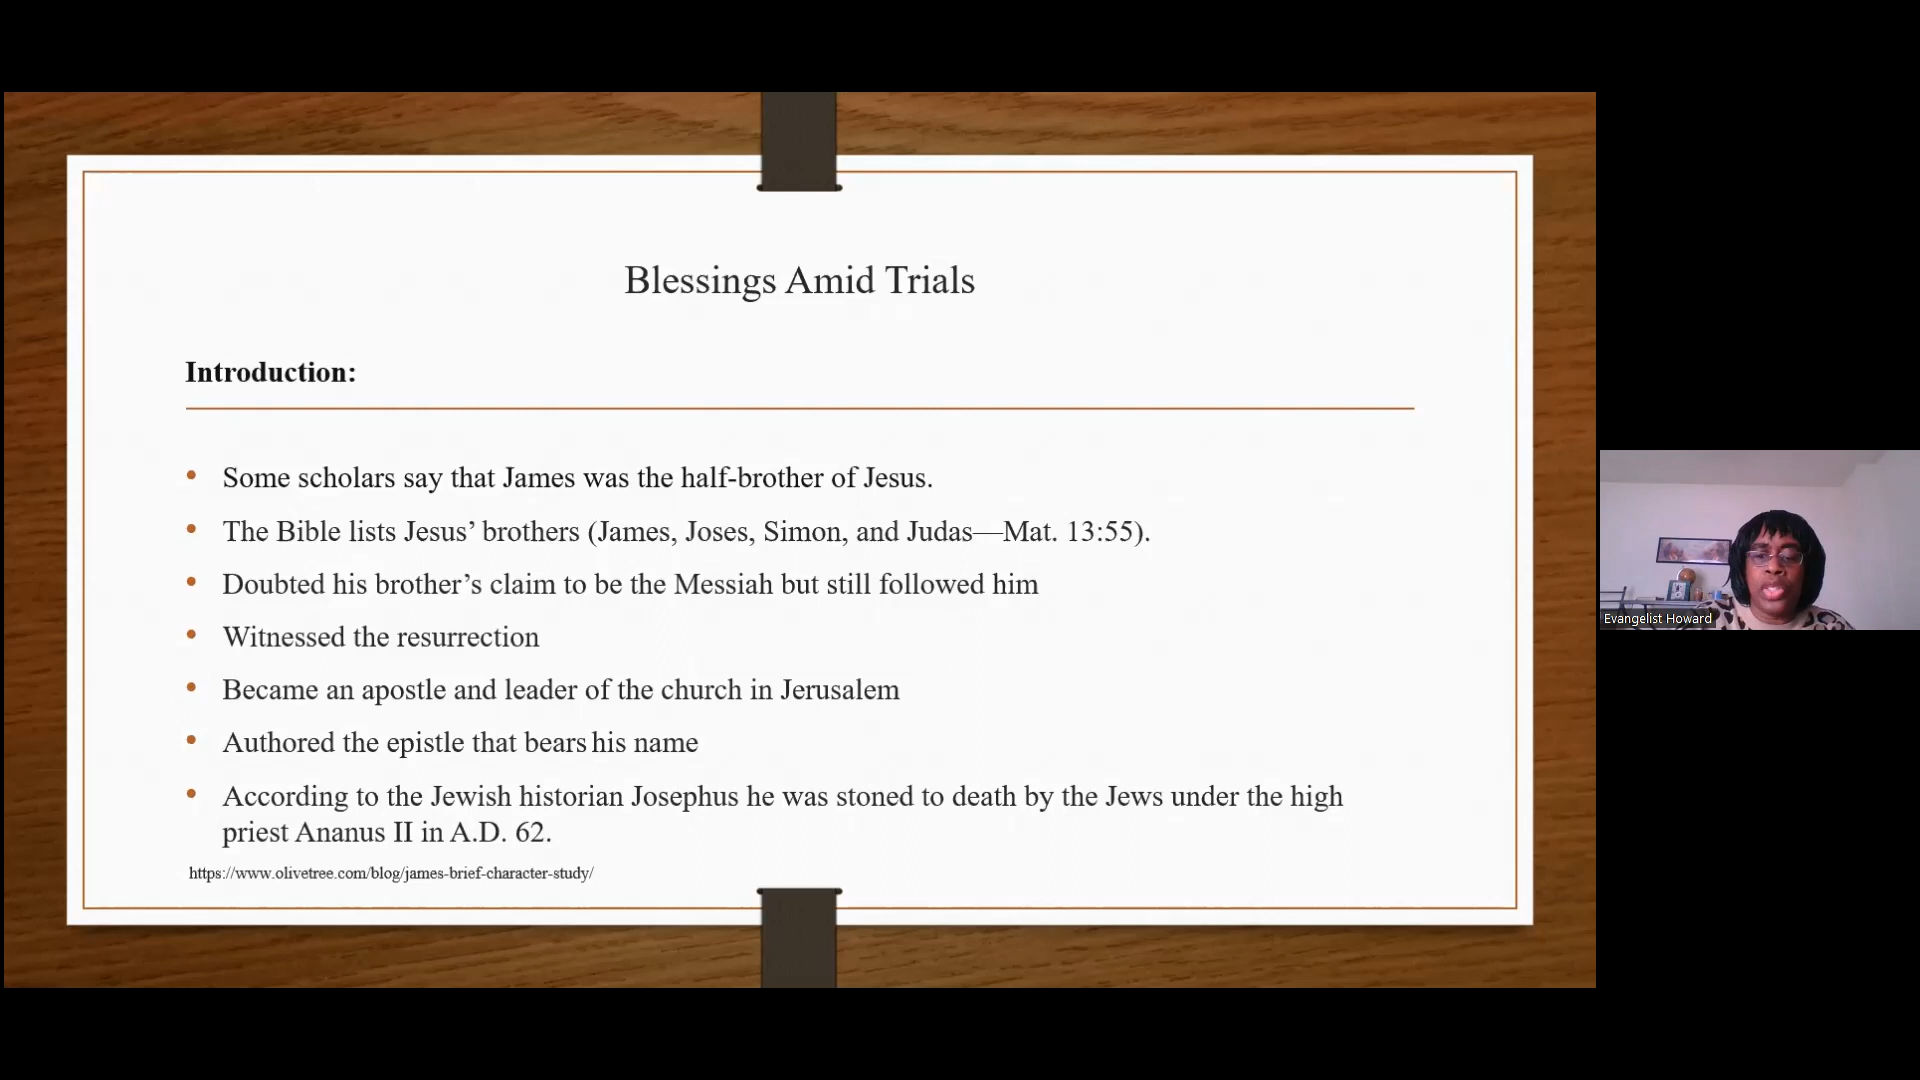 Blessings Amid Trials
Introduction:
• Some scholars say that James was the half-brother of Jesus.
• The Bible lists Jesus’ brothers (James, Joses, Simon, and Judas—Mat. 13:55).
• Doubted his brother’s claim to be the Messiah but still followed him
• Witnessed the resurrection
• Became an apostle and leader of the church in Jerusalem
• Authored the epistle that bears his name
• According to the Jewish historian Josephus he was stoned to death by the Jews under the high
priest Ananus II in A.D. 62.
https://www.olivetree.com/blog/james-brief-character-study/
Evangelist Howard